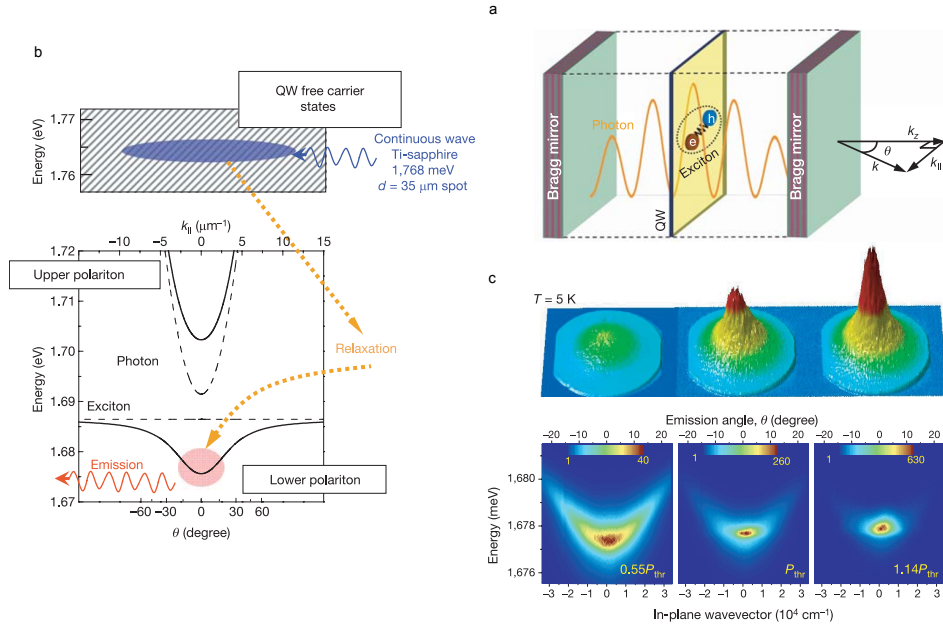 a
Bragg mirror
Photon
h
e
Exciton
QW
Bragg mirror
k_z
θ
k
k_||
b
QW free carrier
states
Energy (eV)
1,77
1,76
Continuous wave
Ti-sapphire
1,768 meV
d = 35 μm spot
k_|| (μm⁻¹)
−10 −5 0 5 10 15
Energy (eV)
1,72
1,71
1,70
1,69
1,68
1,67
Upper polariton
Photon
Exciton
Relaxation
Emission
Lower polariton
−60 −30 0 30 60
θ (degree)
c
T = 5 K
Emission angle, θ (degree)
−20 −10 0 10 20 −20 −10 0 10 20 −20 −10 0 10 20
1 40 1 260 1 630
Energy (meV)
1,680
1,678
1,676
0.55P_thr P_thr 1.14P_thr
−3 −2 −1 0 1 2 3 −3 −2 −1 0 1 2 3 −3 −2 −1 0 1 2 3
In-plane wavevector (10⁴ cm⁻¹)